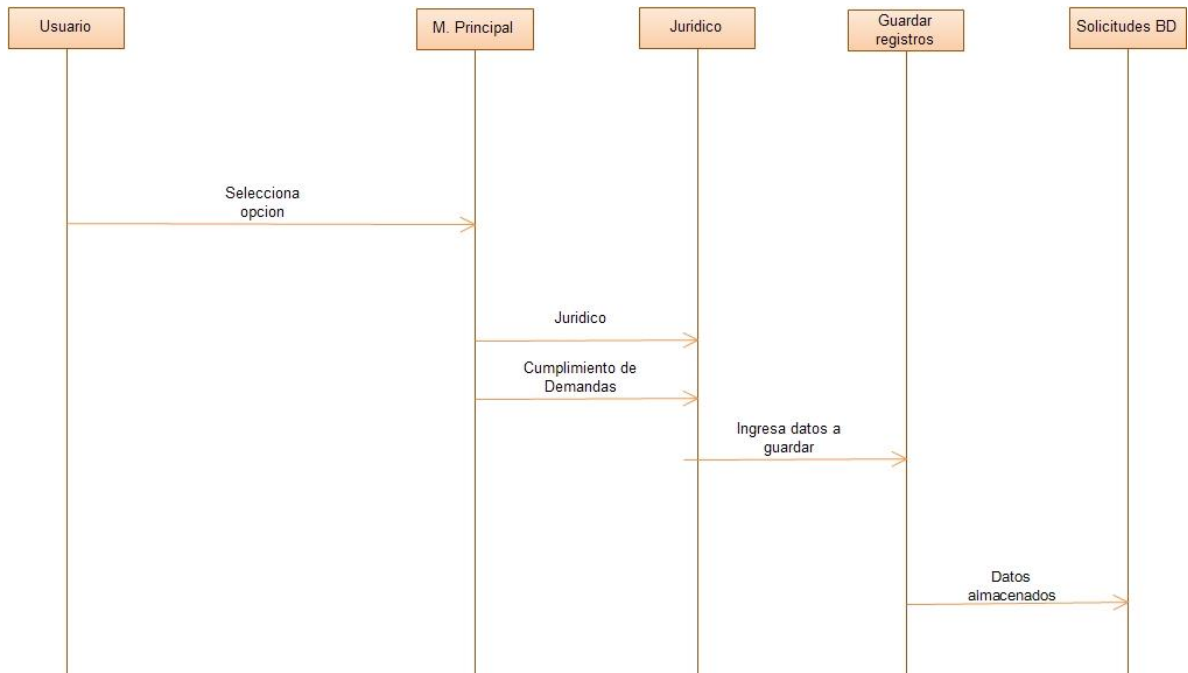 Usuario
M. Principal
Juridico
Guardar
registros
Solicitudes BD
Selecciona
opcion
Juridico
Cumplimiento de
Demandas
Ingresa datos a
guardar
Datos
almacenados